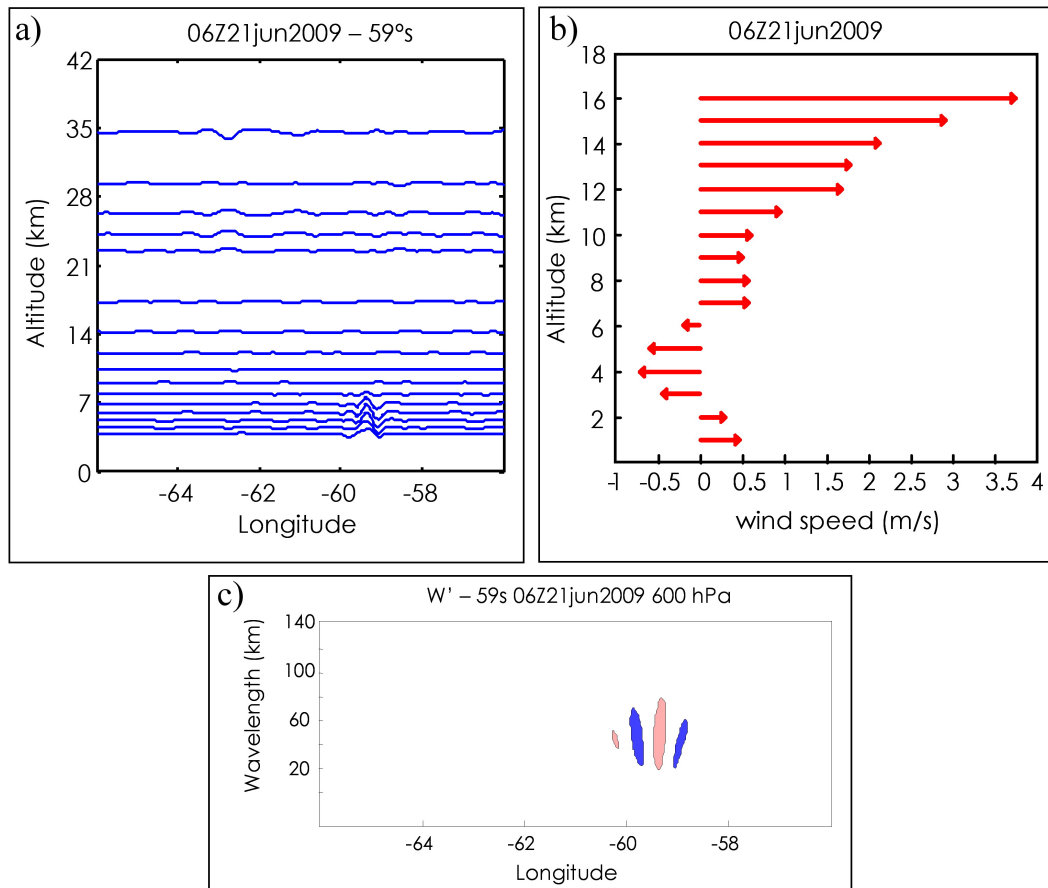 a)
06Z21jun2009 – 59ºs
42
35
28
21
14
7
0
Altitude (km)
-64 -62 -60 -58
Longitude
b)
06Z21jun2009
18
16
14
12
10
8
6
4
2
Altitude (km)
-1 -0.5 0 0.5 1 1.5 2 2.5 3 3.5 4
wind speed (m/s)
c)
W' – 59s 06Z21jun2009 600 hPa
140
100
60
20
Wavelength (km)
-64 -62 -60 -58
Longitude